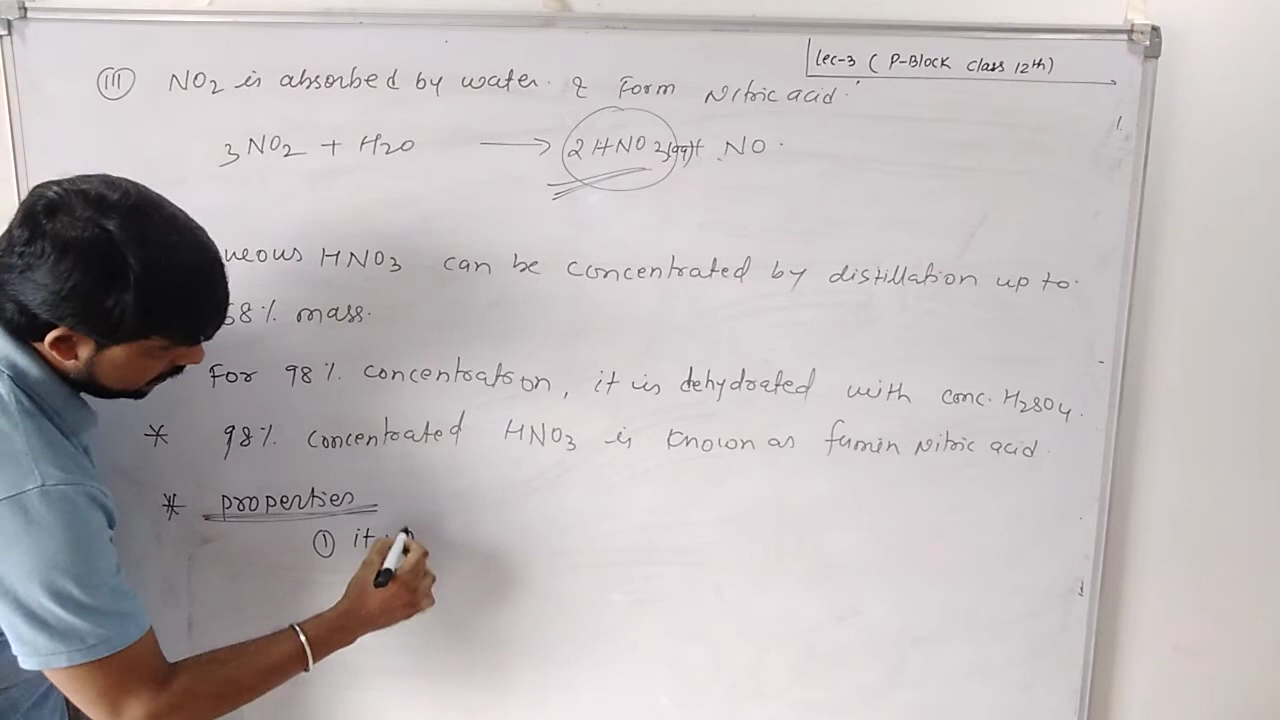 Lec-3 ( P-Block class 12th)
(III) NO2 is absorbed by water. & Form Nitric acid.
3NO2 + H2O → 2HNO3(aq)+ NO.
ueous HNO3 can be concentrated by distillation up to.
68% mass.
For 98% concentration, it is dehydrated with conc. H2SO4.
* 98% concentrated HNO3 is known as fumin Nitric acid.
* properties
(1) it